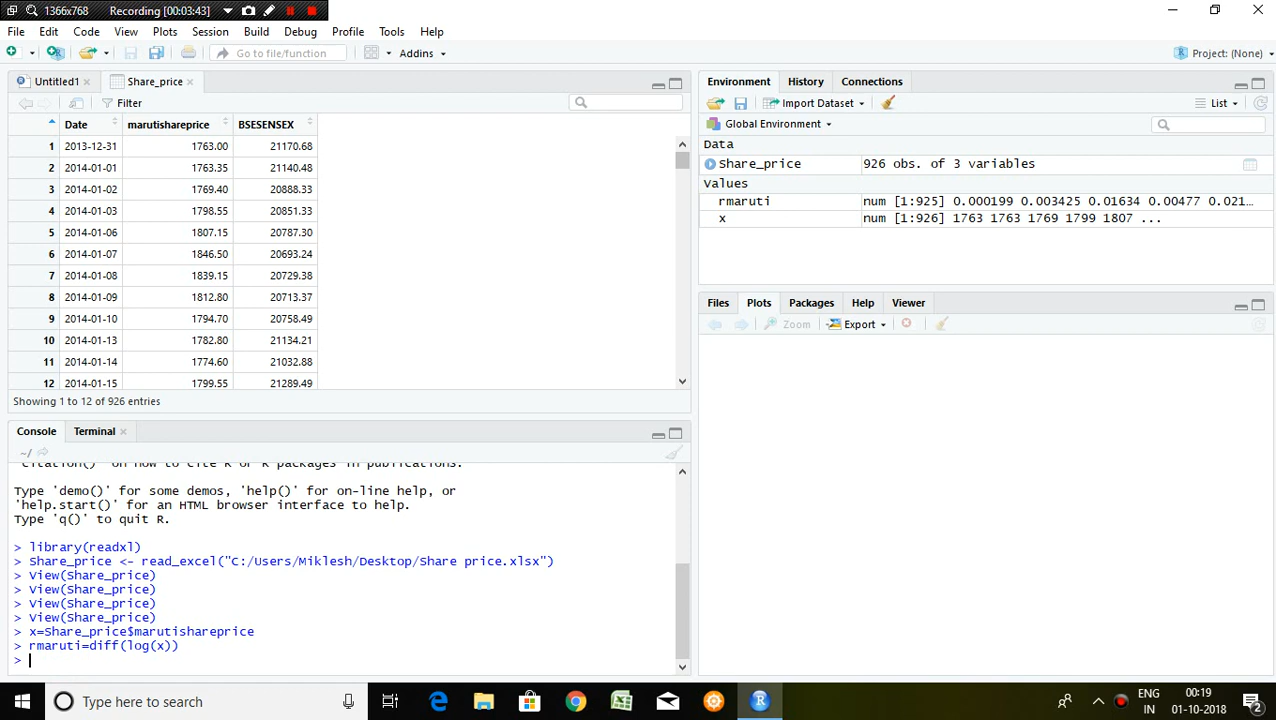 1366x768 Recording [00:03:43]
File Edit Code View Plots Session Build Debug Profile Tools Help
Go to file/function Addins Project: (None)
Untitled1 Share_price
Filter
Date marutishareprice BSESENSEX
1 2013-12-31 1763.00 21170.68
2 2014-01-01 1763.35 21140.48
3 2014-01-02 1769.40 20888.33
4 2014-01-03 1798.55 20851.33
5 2014-01-06 1807.15 20787.30
6 2014-01-07 1846.50 20693.24
7 2014-01-08 1839.15 20729.38
8 2014-01-09 1812.80 20713.37
9 2014-01-10 1794.70 20758.49
10 2014-01-13 1782.80 21134.21
11 2014-01-14 1774.60 21032.88
12 2014-01-15 1799.55 21289.49
Showing 1 to 12 of 926 entries
Console Terminal
~/
'citation()' on how to cite R or R packages in publications.
Type 'demo()' for some demos, 'help()' for on-line help, or
'help.start()' for an HTML browser interface to help.
Type 'q()' to quit R.
> library(readxl)
> Share_price <- read_excel("C:/Users/Miklesh/Desktop/Share price.xlsx")
> View(Share_price)
> View(Share_price)
> View(Share_price)
> View(Share_price)
> x=Share_price$marutishareprice
> rmaruti=diff(log(x))
>
Environment History Connections
Import Dataset List
Global Environment
Data
Share_price 926 obs. of 3 variables
Values
rmaruti num [1:925] 0.000199 0.003425 0.01634 0.00477 0.021...
x num [1:926] 1763 1763 1769 1799 1807 ...
Files Plots Packages Help Viewer
Zoom Export
Type here to search
ENG
IN
00:19
01-10-2018
2